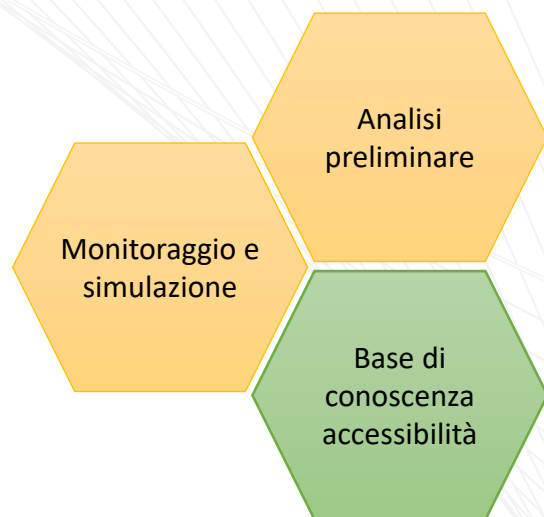 Analisi
preliminare
Monitoraggio e
simulazione
Base di
conoscenza
accessibilità